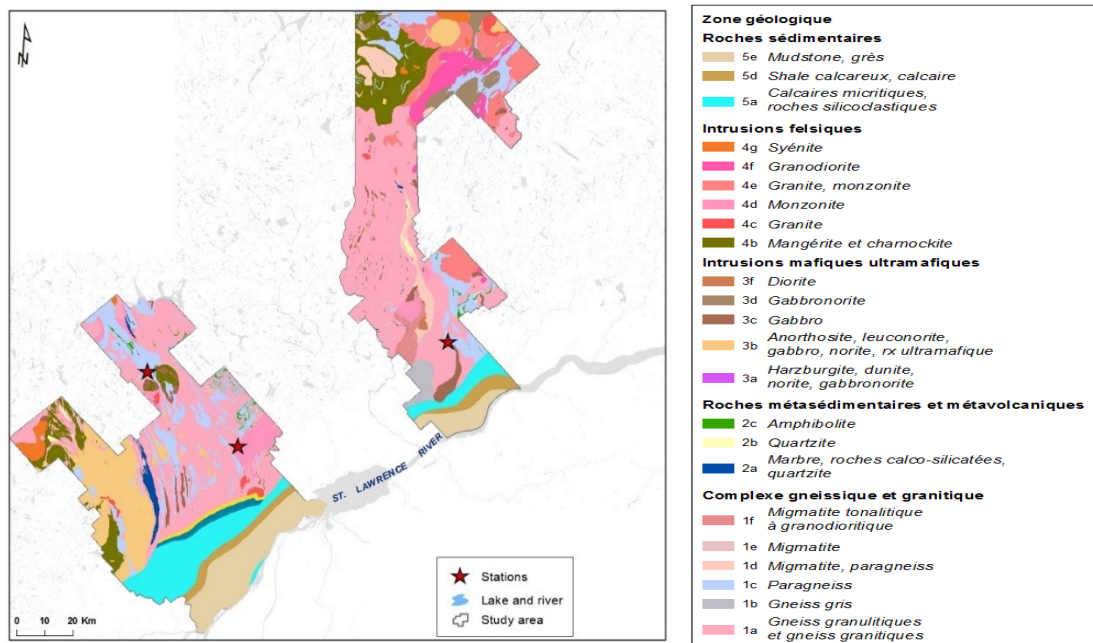 N
ST. LAWRENCE RIVER
Stations
Lake and river
Study area
0 10 20 Km
Zone géologique
Roches sédimentaires
5e Mudstone, grès
5d Shale calcareux, calcaire
5a Calcaires micritiques,
roches silicoclastiques
Intrusions felsiques
4g Syénite
4f Granodiorite
4e Granite, monzonite
4d Monzonite
4c Granite
4b Mangérite et charnockite
Intrusions mafiques ultramafiques
3f Diorite
3d Gabbronorite
3c Gabbro
3b Anorthosite, leuconorite,
gabbro, norite, rx ultramafique
3a Harzburgite, dunite,
norite, gabbronorite
Roches métasédimentaires et métavolcaniques
2c Amphibolite
2b Quartzite
2a Marbre, roches calco-silicatées,
quartzite
Complexe gneissique et granitique
1f Migmatite tonalitique
à granodioritique
1e Migmatite
1d Migmatite, paragneiss
1c Paragneiss
1b Gneiss gris
1a Gneiss granulitiques
et gneiss granitiques